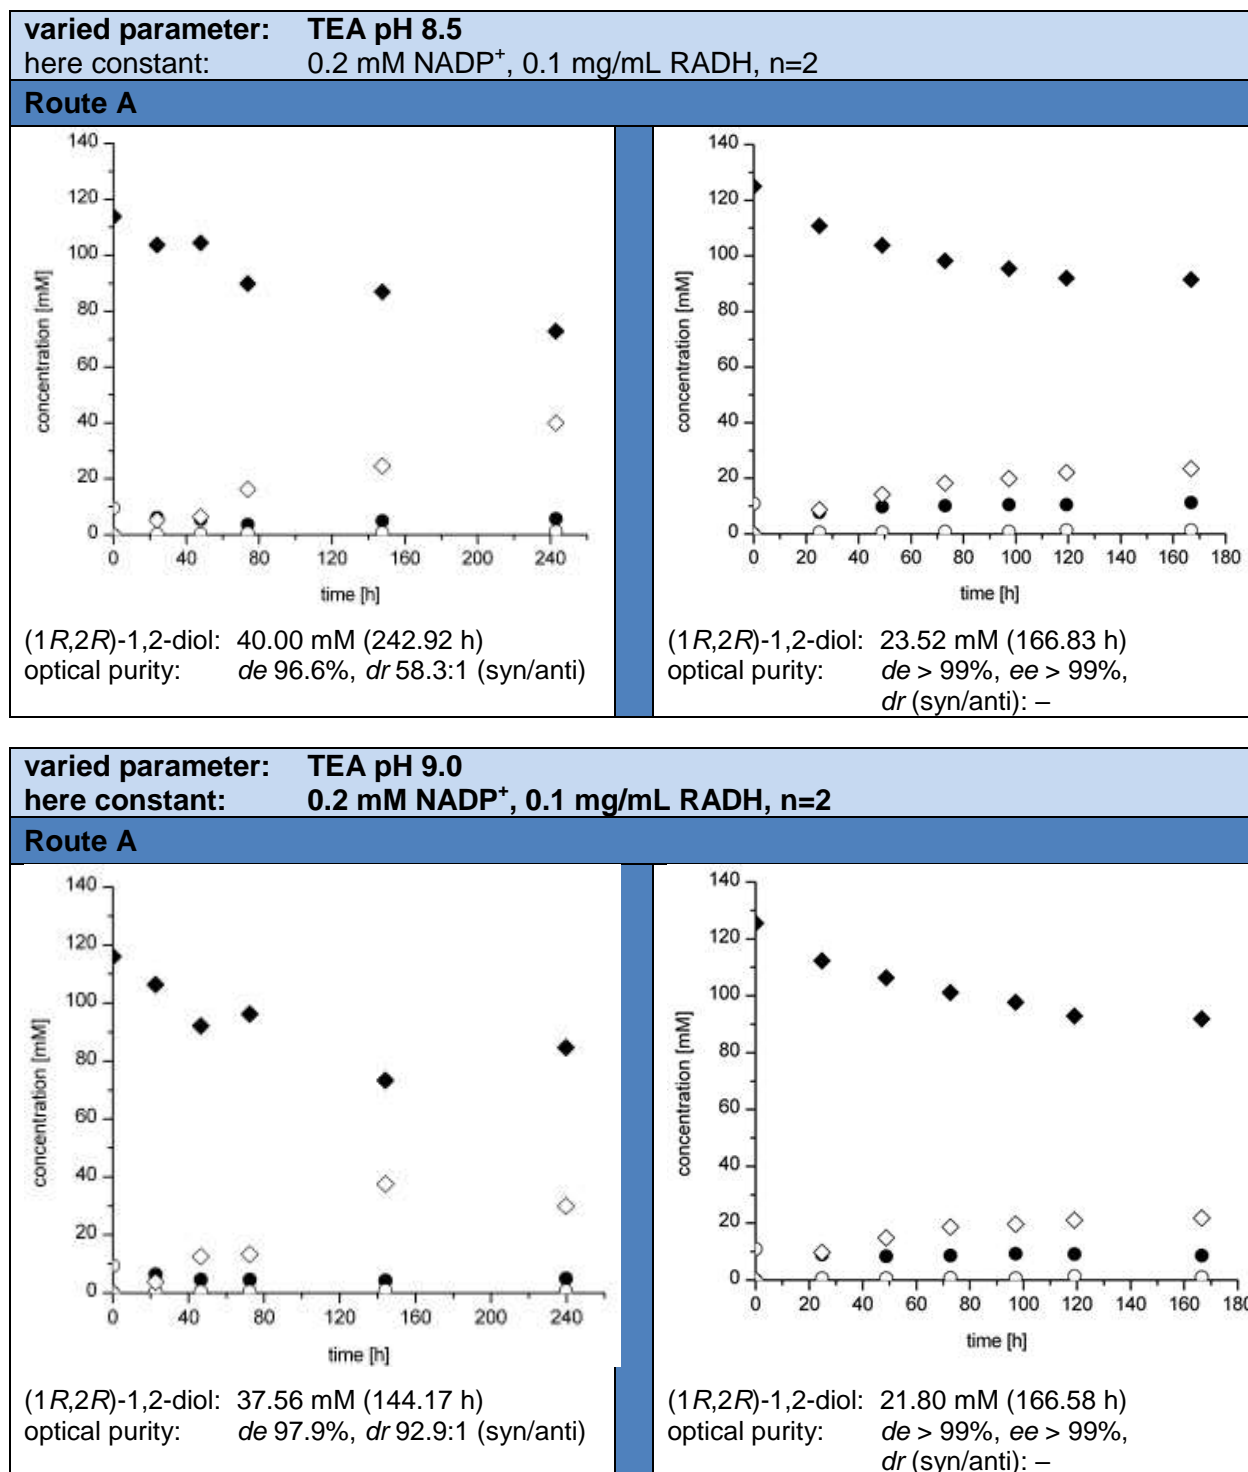 varied parameter: TEA pH 8.5
here constant: 0.2 mM NADP+, 0.1 mg/mL RADH, n=2
Route A
140
120
100
80
60
40
20
0
concentration [mM]
0 40 80 120 160 200 240
time [h]
(1R,2R)-1,2-diol: 40.00 mM (242.92 h)
optical purity: de 96.6%, dr 58.3:1 (syn/anti)
140
120
100
80
60
40
20
0
concentration [mM]
0 20 40 60 80 100 120 140 160 180
time [h]
(1R,2R)-1,2-diol: 23.52 mM (166.83 h)
optical purity: de > 99%, ee > 99%,
dr (syn/anti): –
varied parameter: TEA pH 9.0
here constant: 0.2 mM NADP+, 0.1 mg/mL RADH, n=2
Route A
140
120
100
80
60
40
20
0
concentration [mM]
0 40 80 120 160 200 240
time [h]
(1R,2R)-1,2-diol: 37.56 mM (144.17 h)
optical purity: de 97.9%, dr 92.9:1 (syn/anti)
140
120
100
80
60
40
20
0
concentration [mM]
0 20 40 60 80 100 120 140 160 180
time [h]
(1R,2R)-1,2-diol: 21.80 mM (166.58 h)
optical purity: de > 99%, ee > 99%,
dr (syn/anti): –